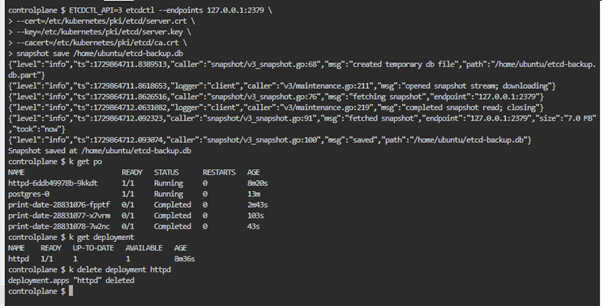 controlplane $ ETCDCTL_API=3 etcdctl --endpoints 127.0.0.1:2379 \
> --cert=/etc/kubernetes/pki/etcd/server.crt \
> --key=/etc/kubernetes/pki/etcd/server.key \
> --cacert=/etc/kubernetes/pki/etcd/ca.crt \
> snapshot save /home/ubuntu/etcd-backup.db
{"level":"info","ts":1729864711.8389513,"caller":"snapshot/v3_snapshot.go:68","msg":"created temporary db file","path":"/home/ubuntu/etcd-backup.
db.part"}
{"level":"info","ts":1729864711.8618653,"logger":"client","caller":"v3/maintenance.go:211","msg":"opened snapshot stream; downloading"}
{"level":"info","ts":1729864711.8626516,"caller":"snapshot/v3_snapshot.go:76","msg":"fetching snapshot","endpoint":"127.0.0.1:2379"}
{"level":"info","ts":1729864712.0631082,"logger":"client","caller":"v3/maintenance.go:219","msg":"completed snapshot read; closing"}
{"level":"info","ts":1729864712.092323,"caller":"snapshot/v3_snapshot.go:91","msg":"fetched snapshot","endpoint":"127.0.0.1:2379","size":"7.0 MB"
,"took":"now"}
{"level":"info","ts":1729864712.093074,"caller":"snapshot/v3_snapshot.go:100","msg":"saved","path":"/home/ubuntu/etcd-backup.db"}
Snapshot saved at /home/ubuntu/etcd-backup.db
controlplane $ k get po
NAME READY STATUS RESTARTS AGE
httpd-6ddb49978b-9kkdt 1/1 Running 0 8m20s
postgres-0 1/1 Running 0 13m
print-date-28831076-fpptf 0/1 Completed 0 2m43s
print-date-28831077-x7vrm 0/1 Completed 0 103s
print-date-28831078-7w2nc 0/1 Completed 0 43s
controlplane $ k get deployment
NAME READY UP-TO-DATE AVAILABLE AGE
httpd 1/1 1 1 8m36s
controlplane $ k delete deployment httpd
deployment.apps "httpd" deleted
controlplane $